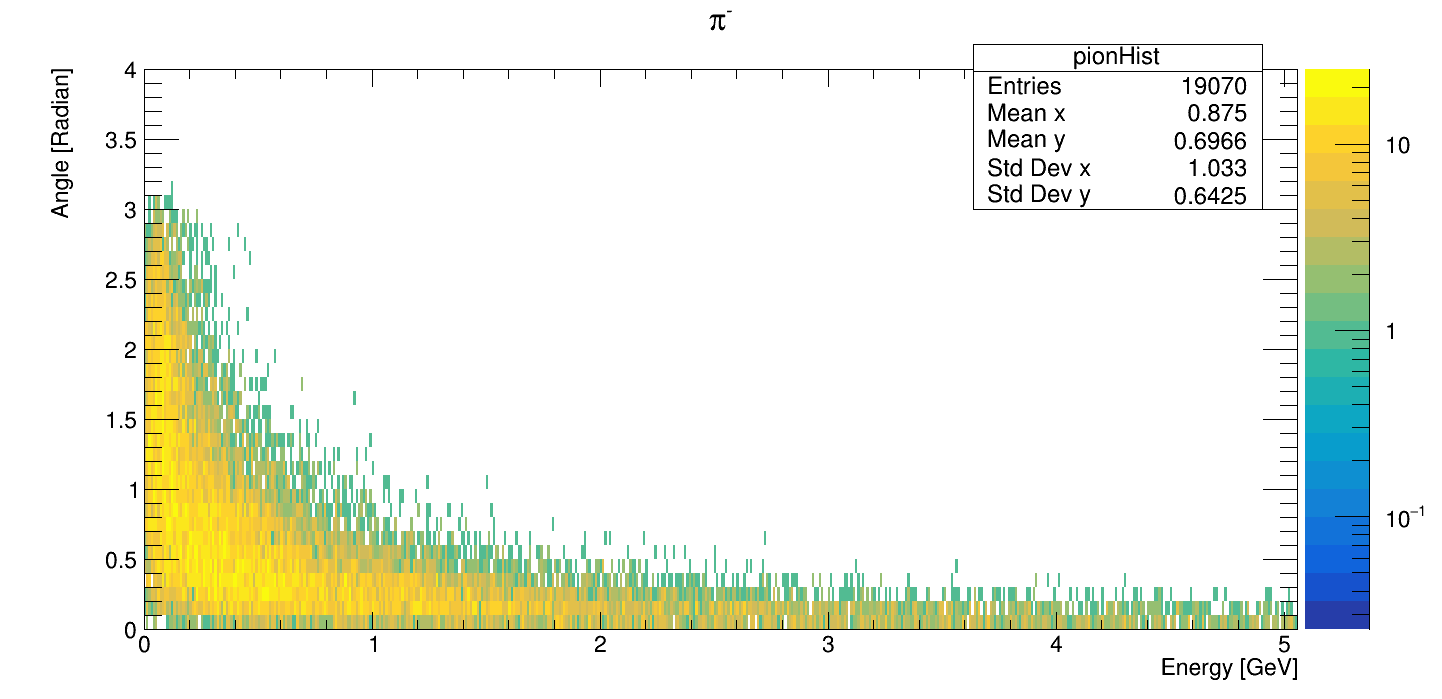 π⁻
pionHist
Entries 19070
Mean x 0.875
Mean y 0.6966
Std Dev x 1.033
Std Dev y 0.6425
Angle [Radian]
4
3.5
3
2.5
2
1.5
1
0.5
0
0 1 2 3 4 5
Energy [GeV]
10
1
10⁻¹